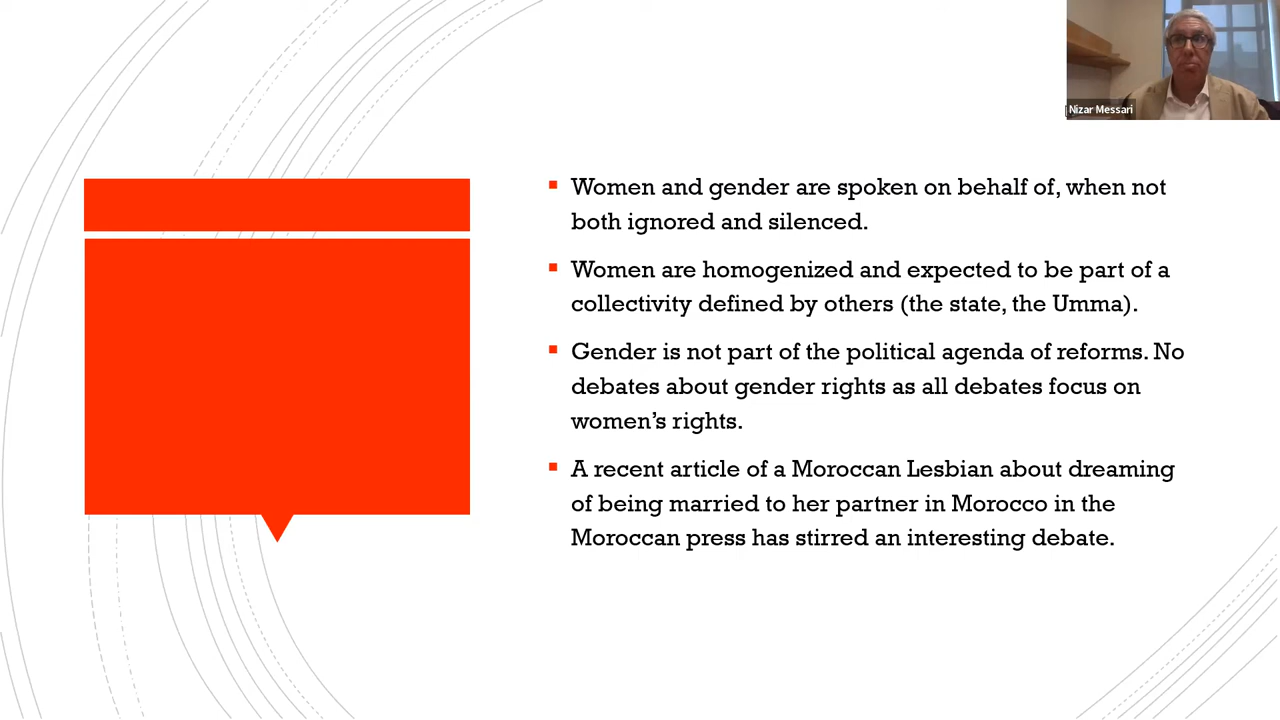 Nizar Messari
Women and gender are spoken on behalf of, when not
both ignored and silenced.
Women are homogenized and expected to be part of a
collectivity defined by others (the state, the Umma).
Gender is not part of the political agenda of reforms. No
debates about gender rights as all debates focus on
women’s rights.
A recent article of a Moroccan Lesbian about dreaming
of being married to her partner in Morocco in the
Moroccan press has stirred an interesting debate.